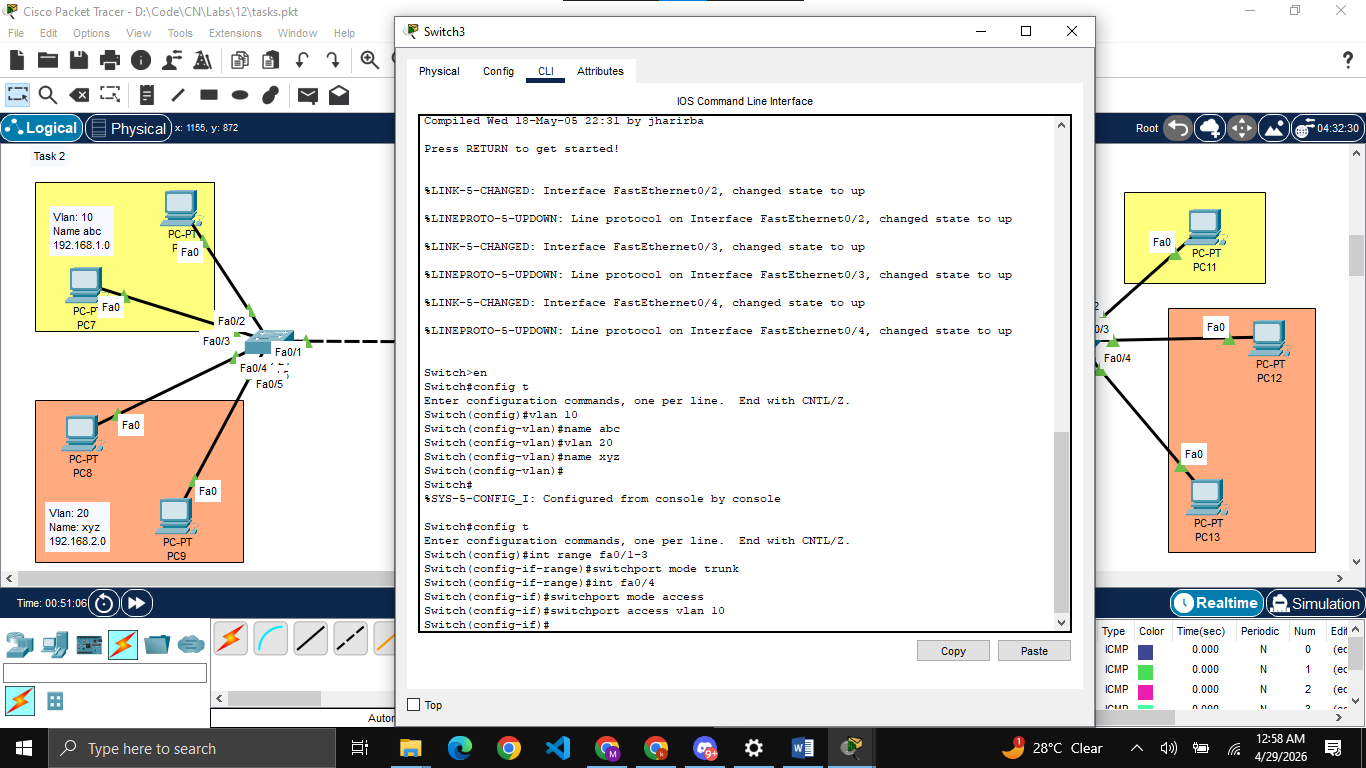 Cisco Packet Tracer - D:\Code\CN\Labs\12\tasks.pkt
File Edit Options View Tools Extensions Window Help
Logical Physical x: 1155, y: 872
Root 04:32:30
Task 2
Vlan: 10
Name abc
192.168.1.0
PC-PT
Fa0
PC-PT
PC7
Fa0
Fa0/2
Fa0/3
Fa0/1
Fa0/4
Fa0/5
Fa0
PC-PT
PC8
Fa0
PC-PT
PC9
Vlan: 20
Name: xyz
192.168.2.0
Switch3
Physical Config CLI Attributes
IOS Command Line Interface
Compiled Wed 18-May-05 22:31 by jharirba
Press RETURN to get started!
%LINK-5-CHANGED: Interface FastEthernet0/2, changed state to up
%LINEPROTO-5-UPDOWN: Line protocol on Interface FastEthernet0/2, changed state to up
%LINK-5-CHANGED: Interface FastEthernet0/3, changed state to up
%LINEPROTO-5-UPDOWN: Line protocol on Interface FastEthernet0/3, changed state to up
%LINK-5-CHANGED: Interface FastEthernet0/4, changed state to up
%LINEPROTO-5-UPDOWN: Line protocol on Interface FastEthernet0/4, changed state to up
Switch>en
Switch#config t
Enter configuration commands, one per line. End with CNTL/Z.
Switch(config)#vlan 10
Switch(config-vlan)#name abc
Switch(config-vlan)#vlan 20
Switch(config-vlan)#name xyz
Switch(config-vlan)#
Switch#
%SYS-5-CONFIG_I: Configured from console by console
Switch#config t
Enter configuration commands, one per line. End with CNTL/Z.
Switch(config)#int range fa0/1-3
Switch(config-if-range)#switchport mode trunk
Switch(config-if-range)#int fa0/4
Switch(config-if)#switchport mode access
Switch(config-if)#switchport access vlan 10
Switch(config-if)#
Copy Paste
Top
Fa0
PC-PT
PC11
Fa0
PC-PT
PC12
Fa0/4
Fa0
PC-PT
PC13
Time: 00:51:06
Realtime Simulation
Type Color Time(sec) Periodic Num
ICMP 0.000 N 0
ICMP 0.000 N 1
ICMP 0.000 N 2
Type here to search
28°C Clear
12:58 AM
4/29/2026